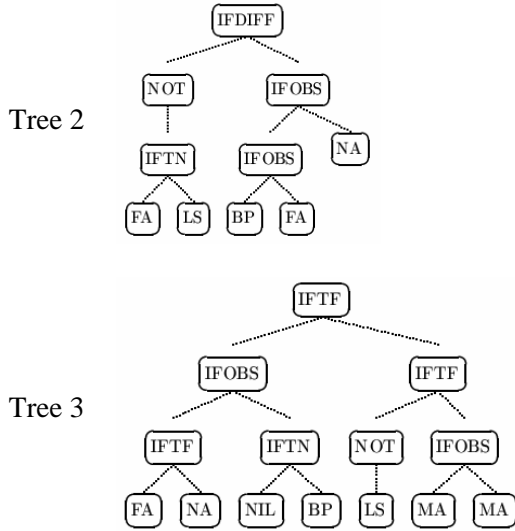 IFDIFF
NOT IFOBS
Tree 2
IFTN IFOBS NA
FA LS BP FA
IFTF
IFOBS IFTF
Tree 3
IFTF IFTN NOT IFOBS
FA NA NIL BP LS MA MA